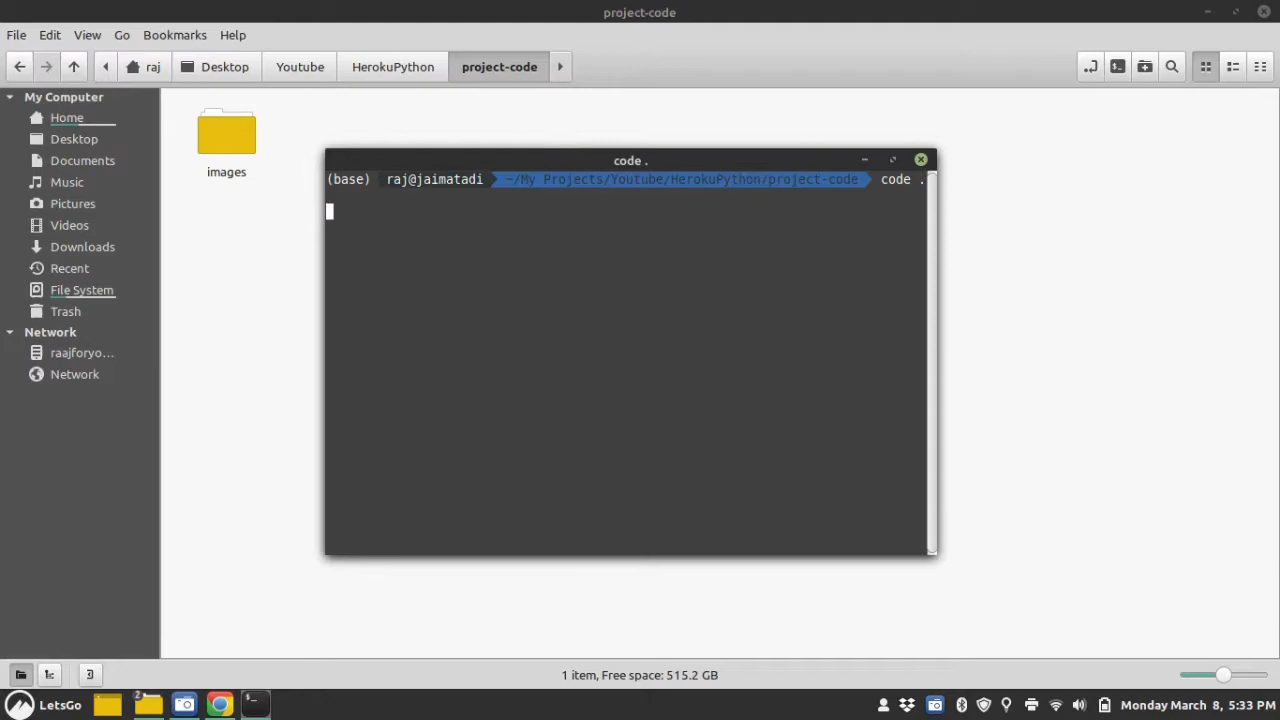 project-code
File Edit View Go Bookmarks Help
raj Desktop Youtube HerokuPython project-code
My Computer
Home
Desktop
Documents
Music
Pictures
Videos
Downloads
Recent
File System
Trash
Network
raajforyo...
Network
images
code .
(base) raj@jaimatadi ~/My Projects/Youtube/HerokuPython/project-code code .
1 item, Free space: 515.2 GB
LetsGo 2 Monday March 8, 5:33 PM